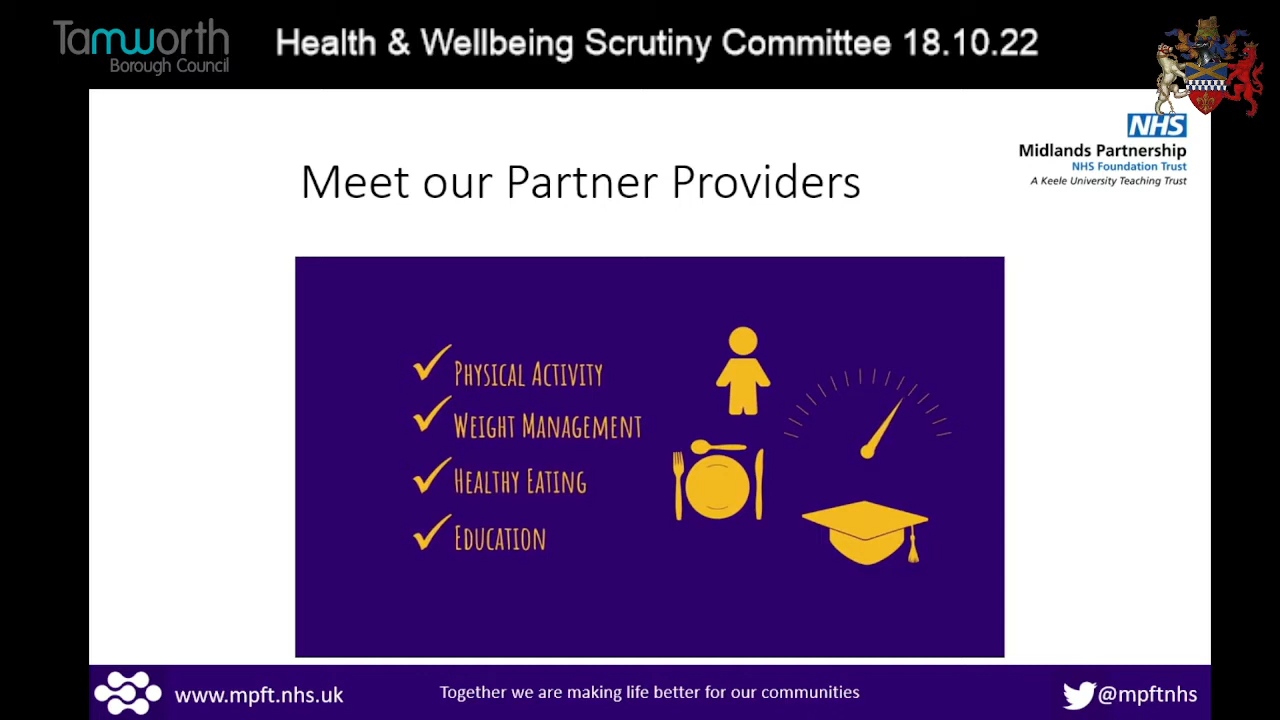 Tamworth
Borough Council
Health & Wellbeing Scrutiny Committee 18.10.22
NHS
Midlands Partnership
NHS Foundation Trust
A Keele University Teaching Trust
Meet our Partner Providers
PHYSICAL ACTIVITY
WEIGHT MANAGEMENT
HEALTHY EATING
EDUCATION
www.mpft.nhs.uk
Together we are making life better for our communities
@mpftnhs